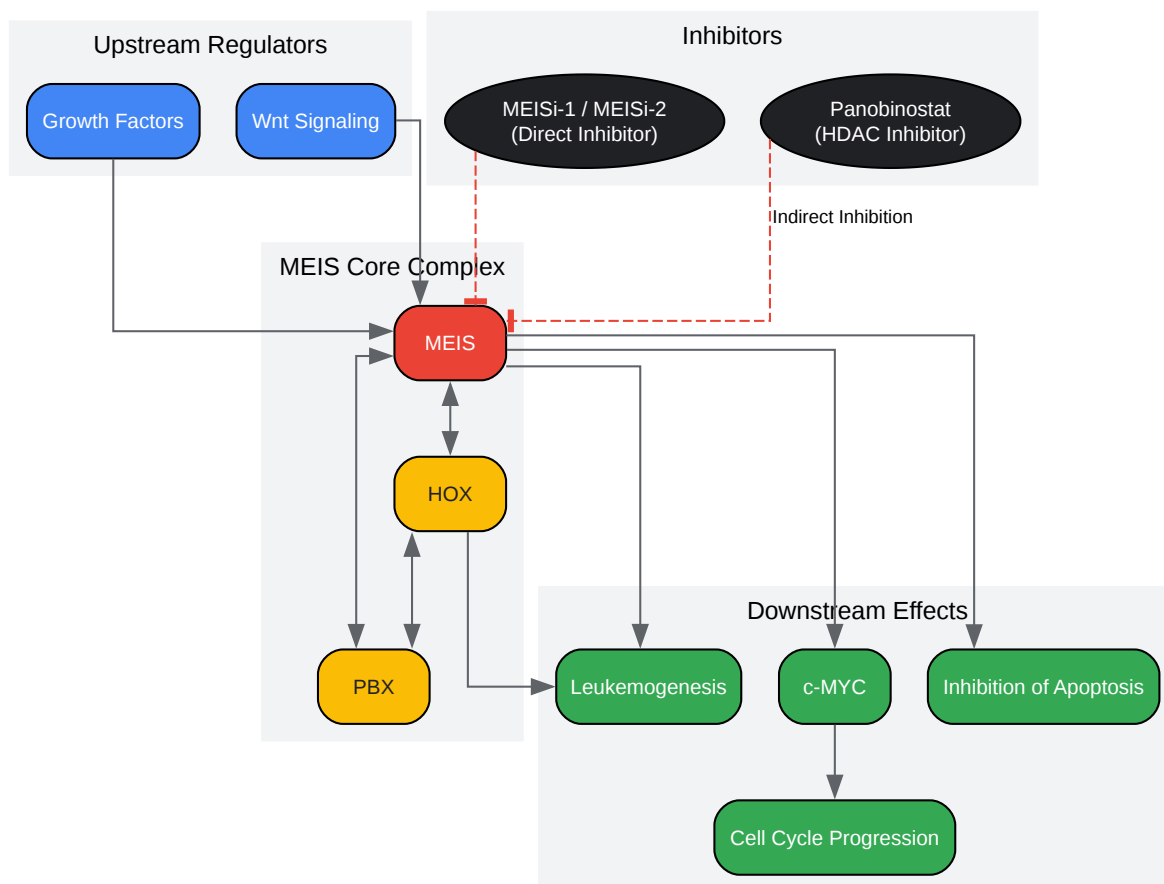 Upstream Regulators
Inhibitors
Growth Factors
Wnt Signaling
MEISi-1 / MEISi-2
(Direct Inhibitor)
Panobinostat
(HDAC Inhibitor)
Indirect Inhibition
MEIS Core Complex
MEIS
HOX
PBX
Downstream Effects
Leukemogenesis
c-MYC
Inhibition of Apoptosis
Cell Cycle Progression